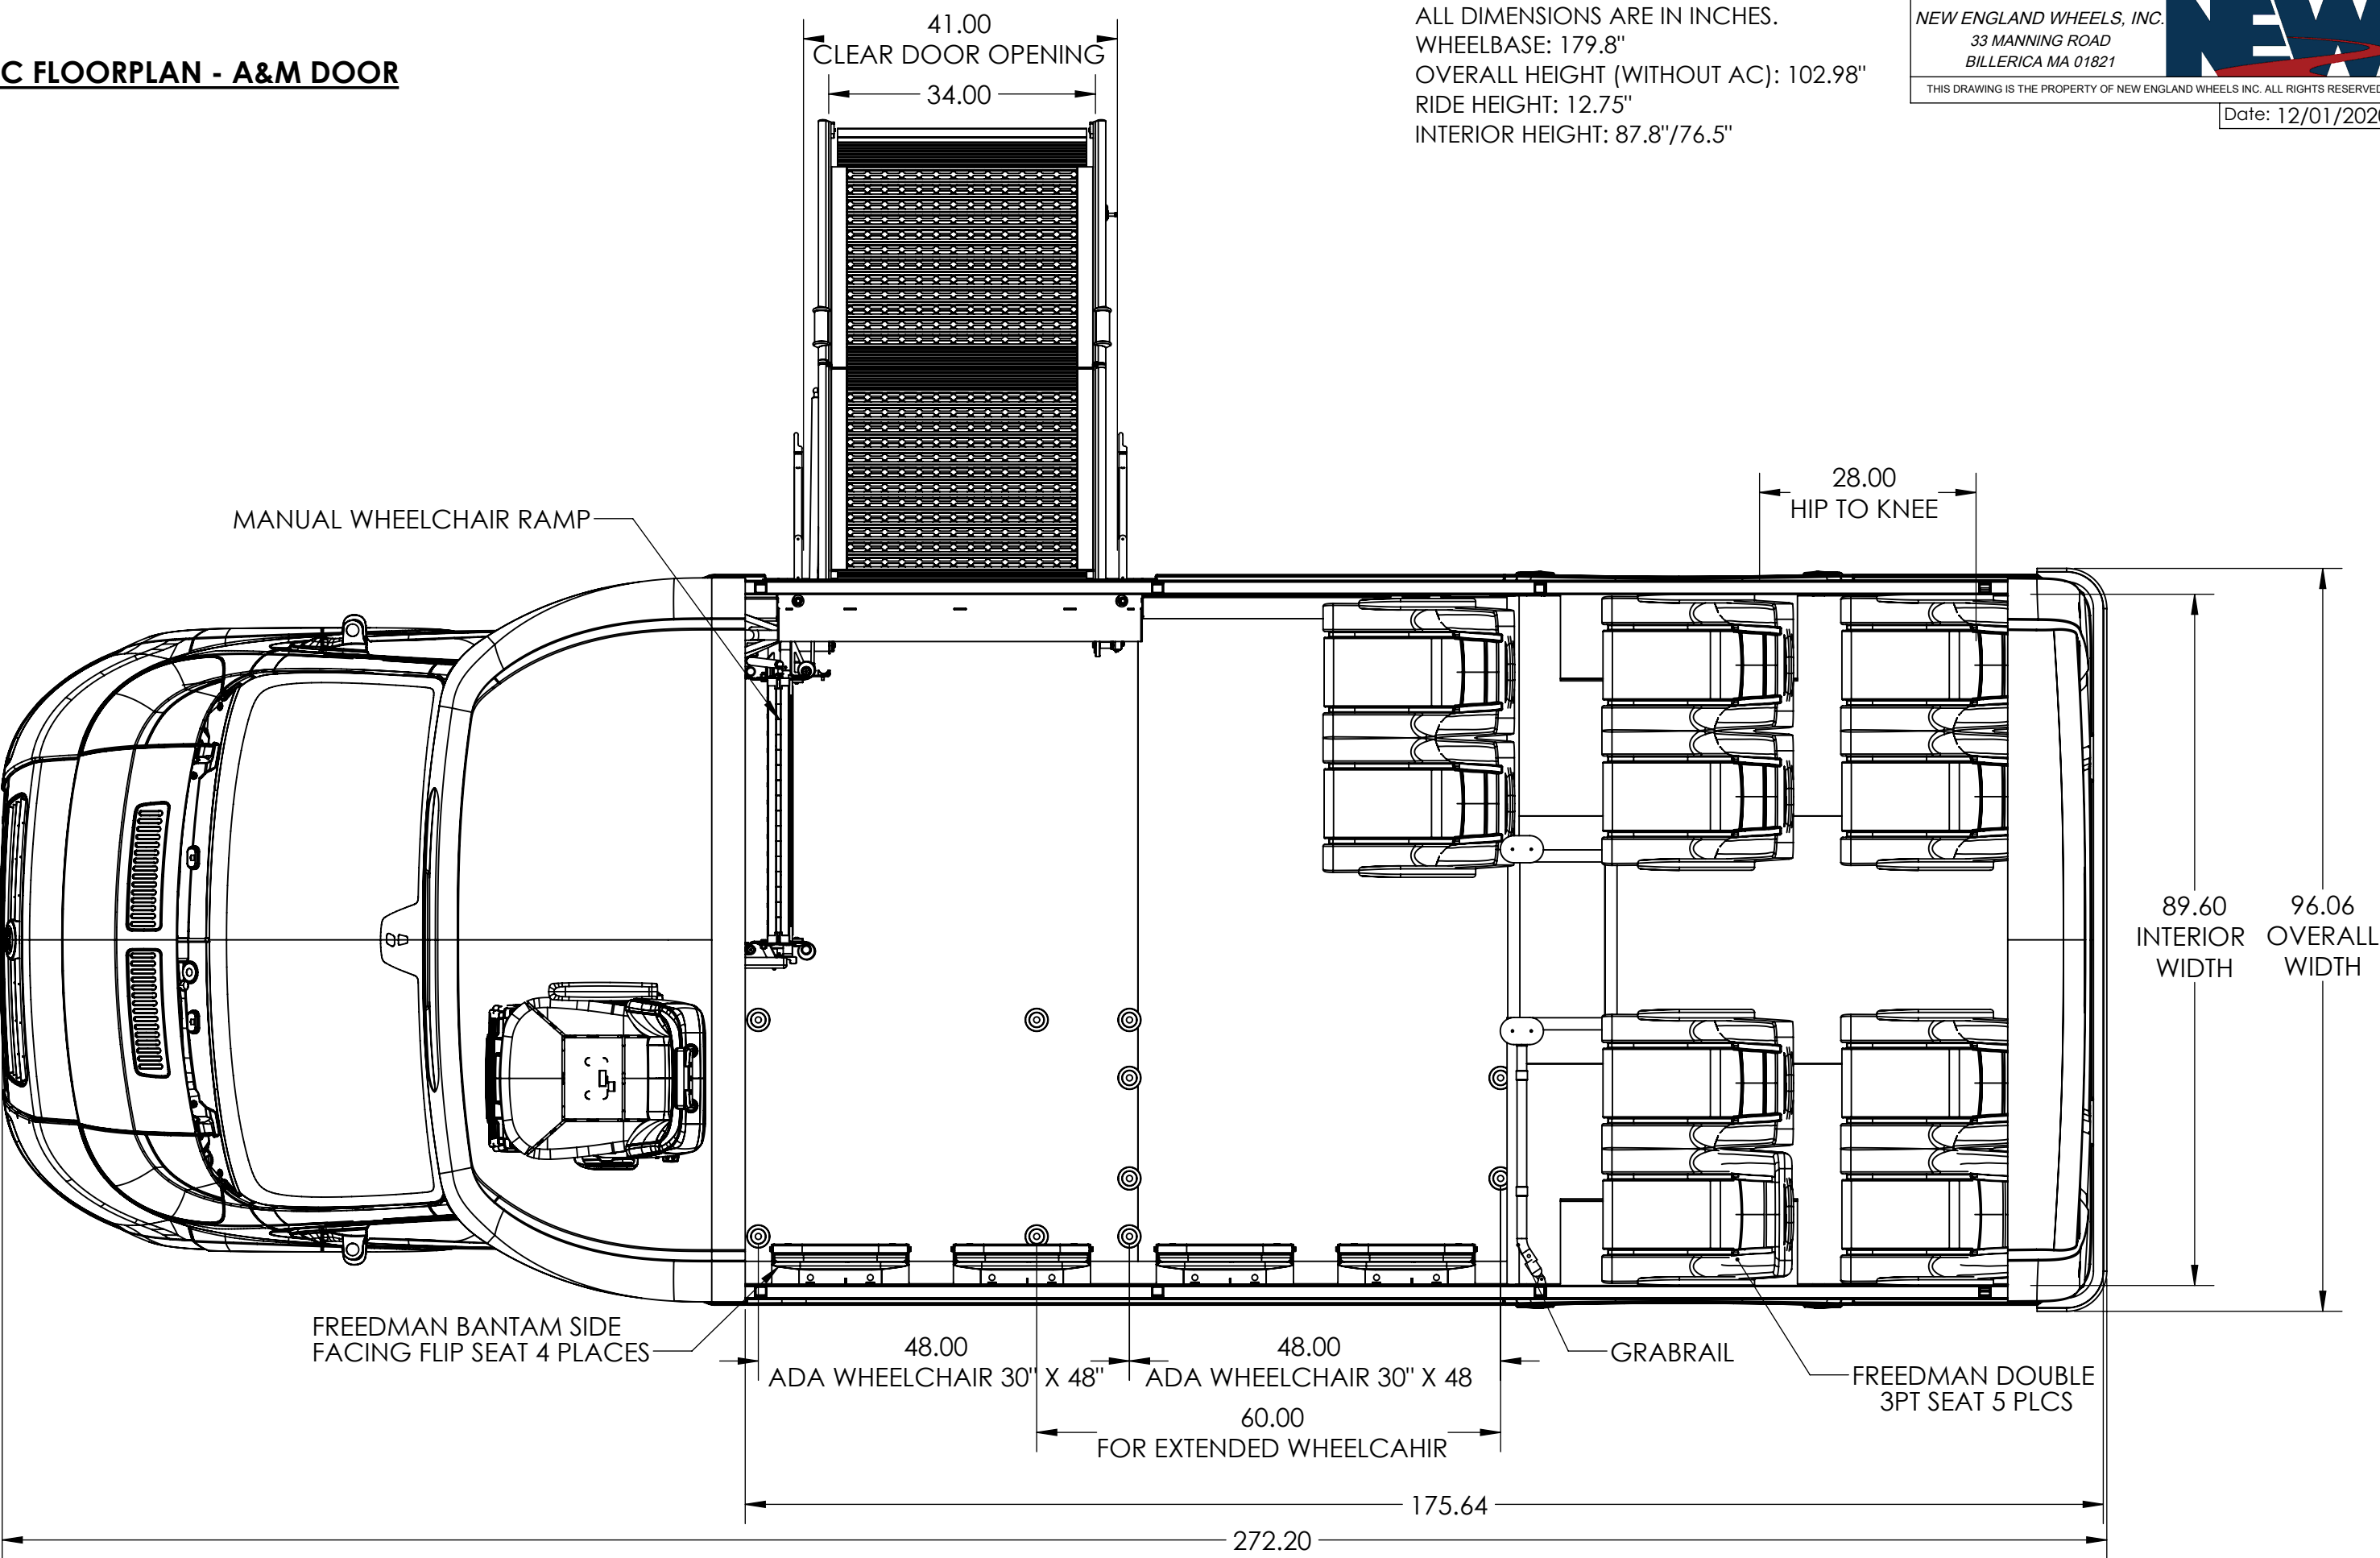 C FLOORPLAN - A&M DOOR
41.00
CLEAR DOOR OPENING
34.00
ALL DIMENSIONS ARE IN INCHES.
WHEELBASE: 179.8"
OVERALL HEIGHT (WITHOUT AC): 102.98"
RIDE HEIGHT: 12.75"
INTERIOR HEIGHT: 87.8"/76.5"
NEW ENGLAND WHEELS, INC.
33 MANNING ROAD
BILLERICA MA 01821
NEW
THIS DRAWING IS THE PROPERTY OF NEW ENGLAND WHEELS INC. ALL RIGHTS RESERVED
Date: 12/01/202
MANUAL WHEELCHAIR RAMP
28.00
HIP TO KNEE
89.60
INTERIOR
WIDTH
96.06
OVERALL
WIDTH
FREEDMAN BANTAM SIDE
FACING FLIP SEAT 4 PLACES
48.00
ADA WHEELCHAIR 30" X 48"
48.00
ADA WHEELCHAIR 30" X 48
60.00
FOR EXTENDED WHEELCAHIR
GRABRAIL
FREEDMAN DOUBLE
3PT SEAT 5 PLCS
175.64
272.20